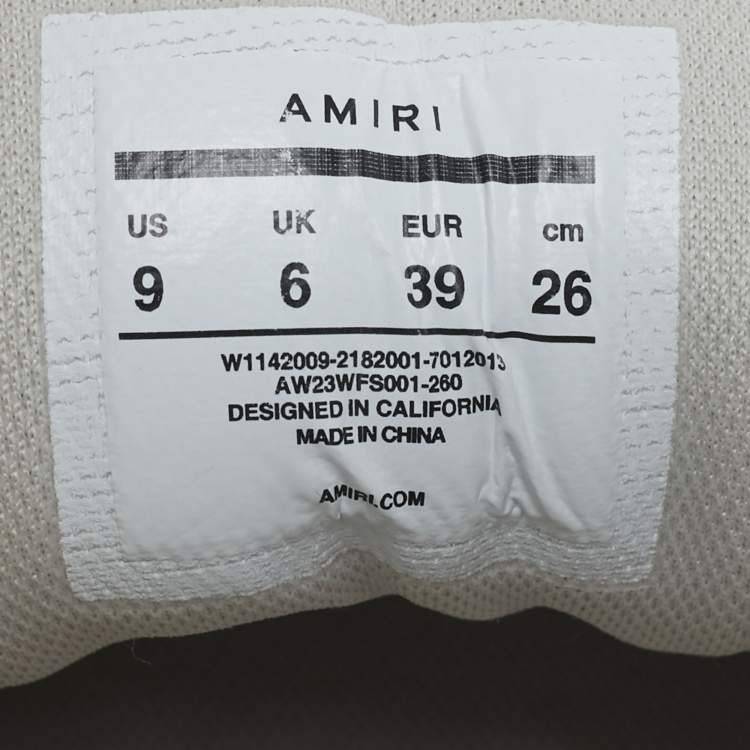 AMIRI
US UK EUR cm
9 6 39 26
W1142009-2182001-7012013
AW23WFS001-260
DESIGNED IN CALIFORNIA
MADE IN CHINA
AMIRI.COM